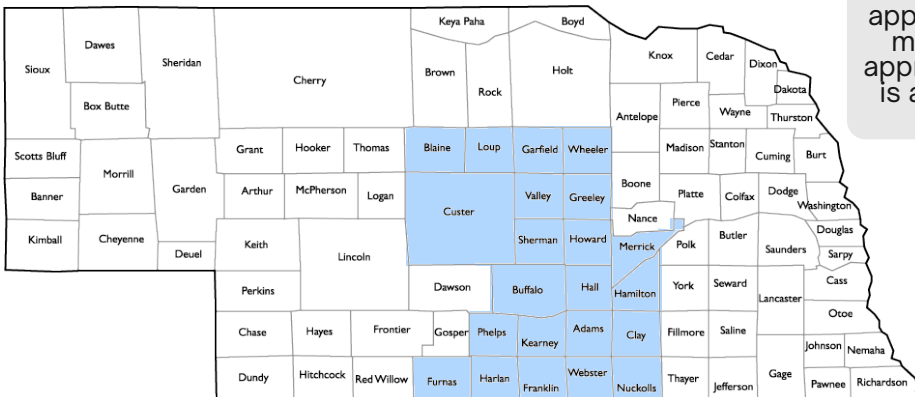 Keya Paha
Boyd
app
Dawes
Knox
Cedar
m
Sioux
Sheridan
Dixon
appr
Cherry
Brown
Holt
Rock
Dakota
is a
Box Butte
Pierce
Antelope
Wayne
Thurston
Grant
Hooker
Thomas
Blaine
Loup
Garfield
Wheeler
Madison
Stanton
Scotts Bluff
Cuming
Burt
Morrill
Banner
Garden
Arthur
McPherson
Logan
Valley
Greeley
Boone
Platte
Colfax
Dodge
Washington
Custer
Nance
Kimball
Cheyenne
Keith
Sherman
Howard
Merrick
Polk
Butler
Saunders
Douglas
Deuel
Lincoln
Sarpy
Perkins
Dawson
Buffalo
Hall
Hamilton
York
Seward
Lancaster
Cass
Otoe
Chase
Hayes
Frontier
Gosper
Phelps
Kearney
Adams
Clay
Fillmore
Saline
Johnson
Nemaha
Dundy
Hitchcock
Red Willow
Furnas
Harlan
Franklin
Webster
Nuckolls
Thayer
Jefferson
Gage
Pawnee
Richardson